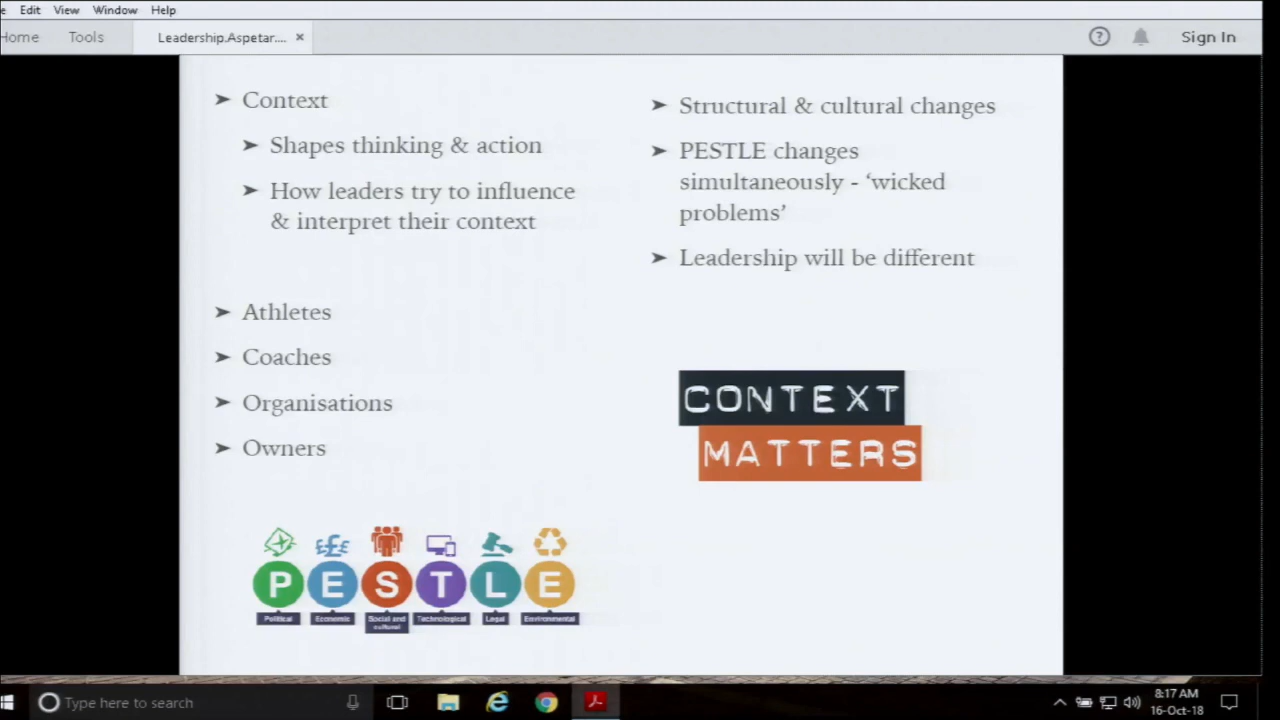 Edit View Window Help
Home Tools Leadership.Aspetar.... × ? Sign In
➤ Context
➤ Shapes thinking & action
➤ How leaders try to influence
& interpret their context
➤ Athletes
➤ Coaches
➤ Organisations
➤ Owners
➤ Structural & cultural changes
➤ PESTLE changes
simultaneously - ‘wicked
problems’
➤ Leadership will be different
CONTEXT
MATTERS
£££
P E S T L E
Political Economic Social and Technological Legal Environmental
cultural
Type here to search
8:17 AM
16-Oct-18